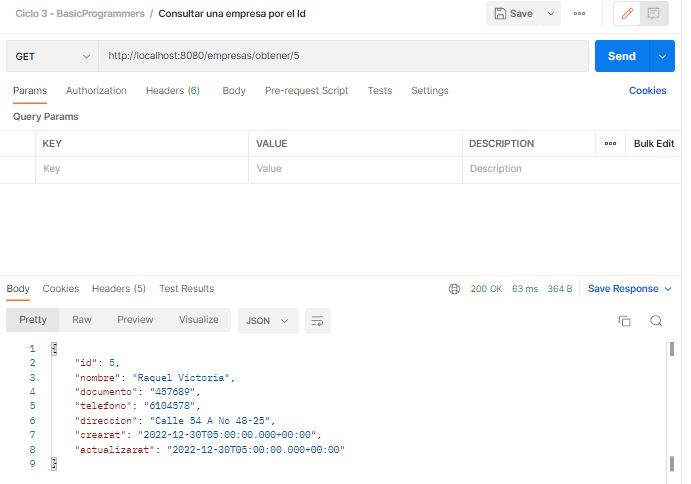 Ciclo 3 - BasicProgrammers / Consultar una empresa por el Id Save
GET http://localhost:8080/empresas/obtener/5 Send
Params Authorization Headers (6) Body Pre-request Script Tests Settings Cookies
Query Params
KEY VALUE DESCRIPTION Bulk Edit
Key Value Description
Body Cookies Headers (5) Test Results 200 OK 63 ms 364 B Save Response
Pretty Raw Preview Visualize JSON
1 {
2 "id": 5,
3 "nombre": "Raquel Victoria",
4 "documento": "457689",
5 "telefono": "6104578",
6 "direccion": "Calle 54 A No 48-25",
7 "crearat": "2022-12-30T05:00:00.000+00:00",
8 "actualizarat": "2022-12-30T05:00:00.000+00:00"
9 }